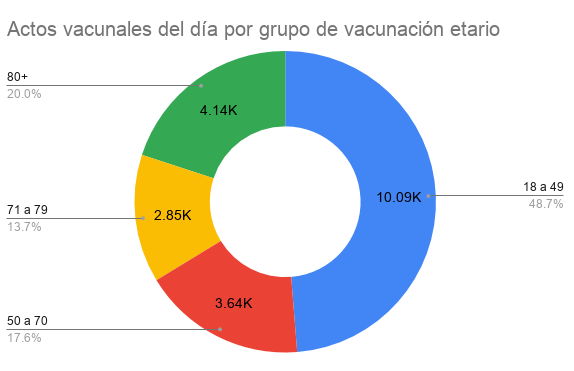 Actos vacunales del día por grupo de vacunación etario
80+
20.0%
4.14K
18 a 49
48.7%
10.09K
71 a 79
13.7%
2.85K
3.64K
50 a 70
17.6%